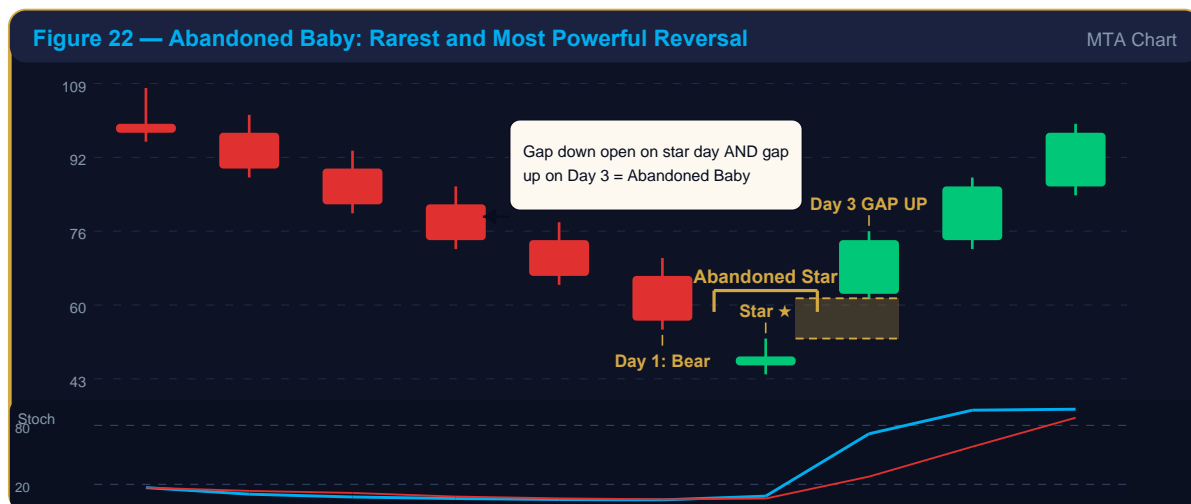 Figure 22 — Abandoned Baby: Rarest and Most Powerful Reversal
MTA Chart
109
92
Gap down open on star day AND gap
up on Day 3 = Abandoned Baby
Day 3 GAP UP
76
Abandoned Star
60
Star ★
Day 1: Bear
43
Stoch
80
20